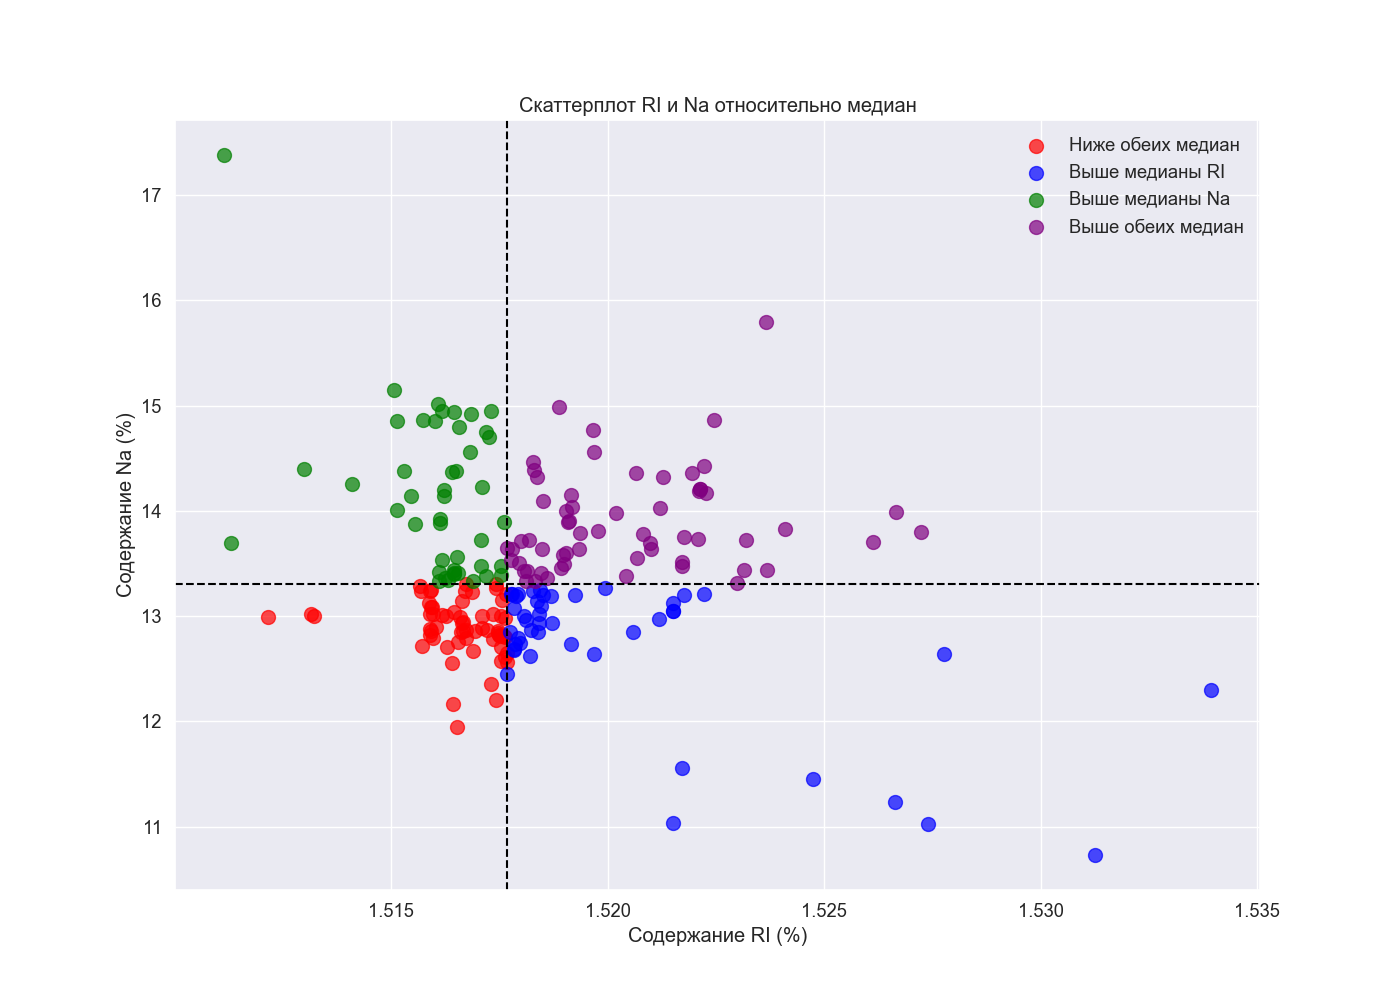 Скаттерплот RI и Na относительно медиан
Ниже обеих медиан
Выше медианы RI
Выше медианы Na
Выше обеих медиан
Содержание Na (%)
17
16
15
14
13
12
11
1.515 1.520 1.525 1.530 1.535
Содержание RI (%)